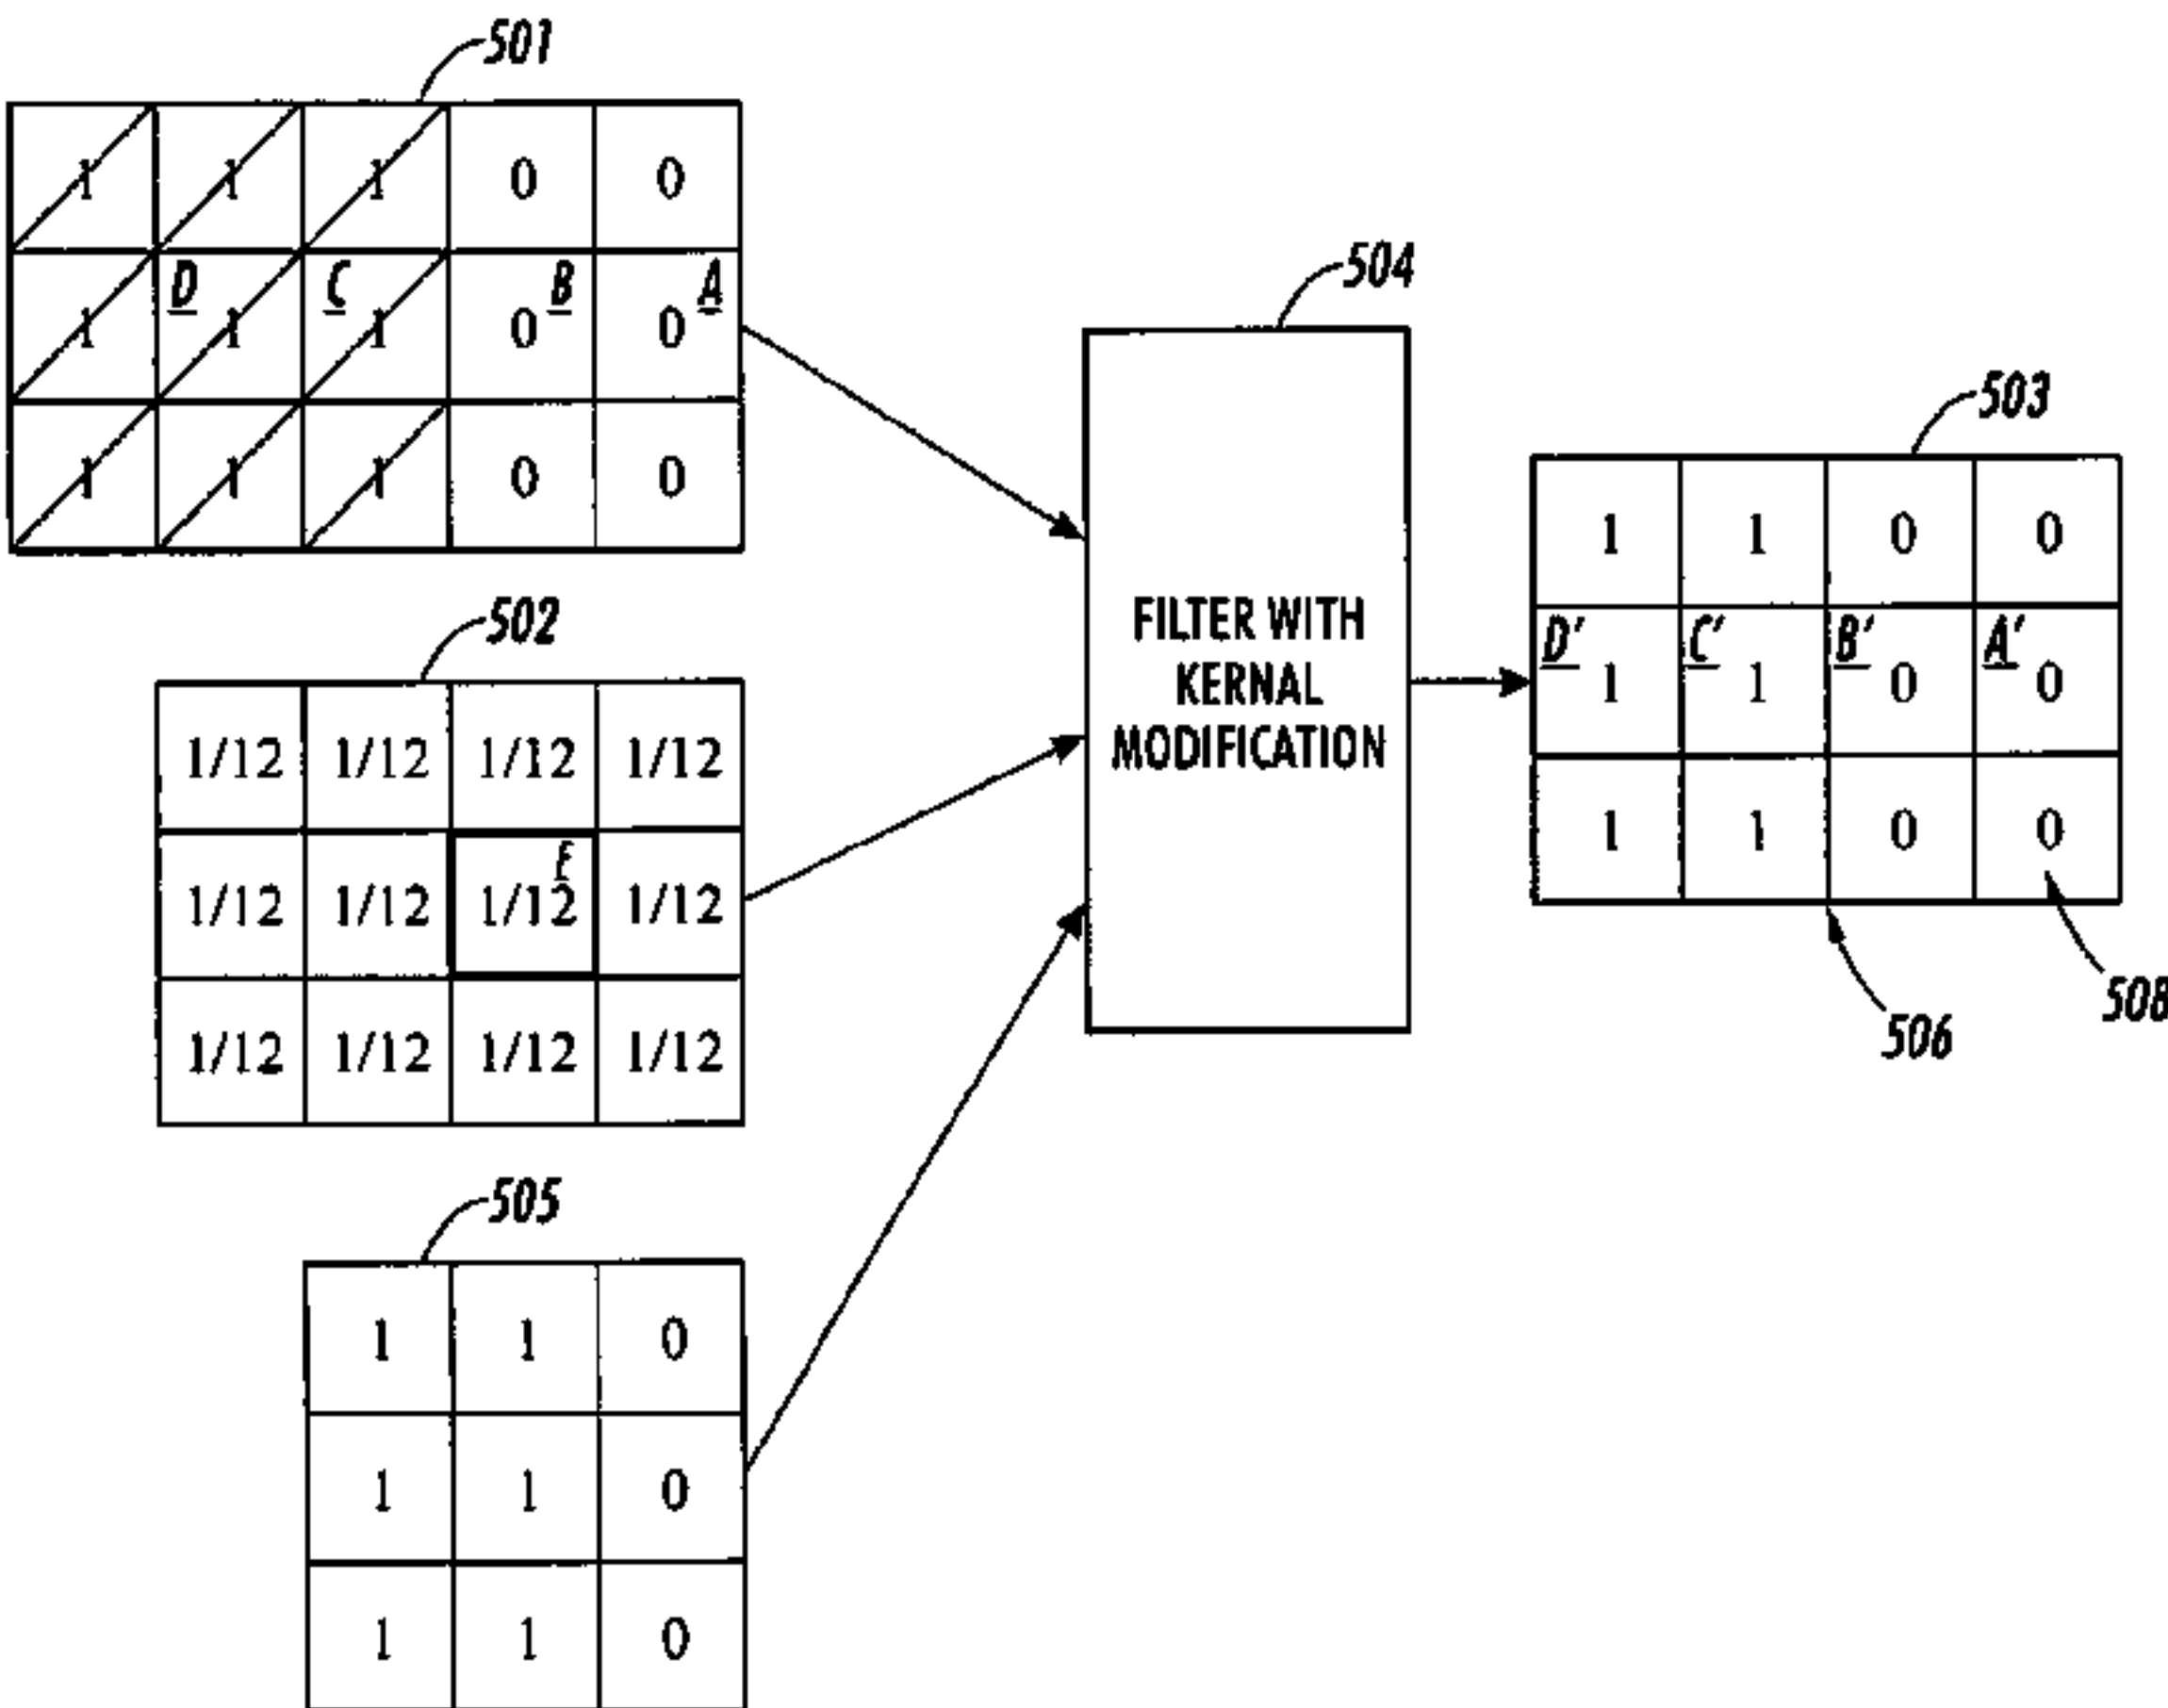 501
1 1 1 0 0
D C B A
1 1 1 0 0
1 1 1 0 0
504
503
1 1 0 0
D' C' B' A'
1 1 0 0
1 1 0 0
506
508
FILTER WITH
KERNAL
MODIFICATION
502
1/12 1/12 1/12 1/12
E
1/12 1/12 1/12 1/12
1/12 1/12 1/12 1/12
505
1 1 0
1 1 0
1 1 0